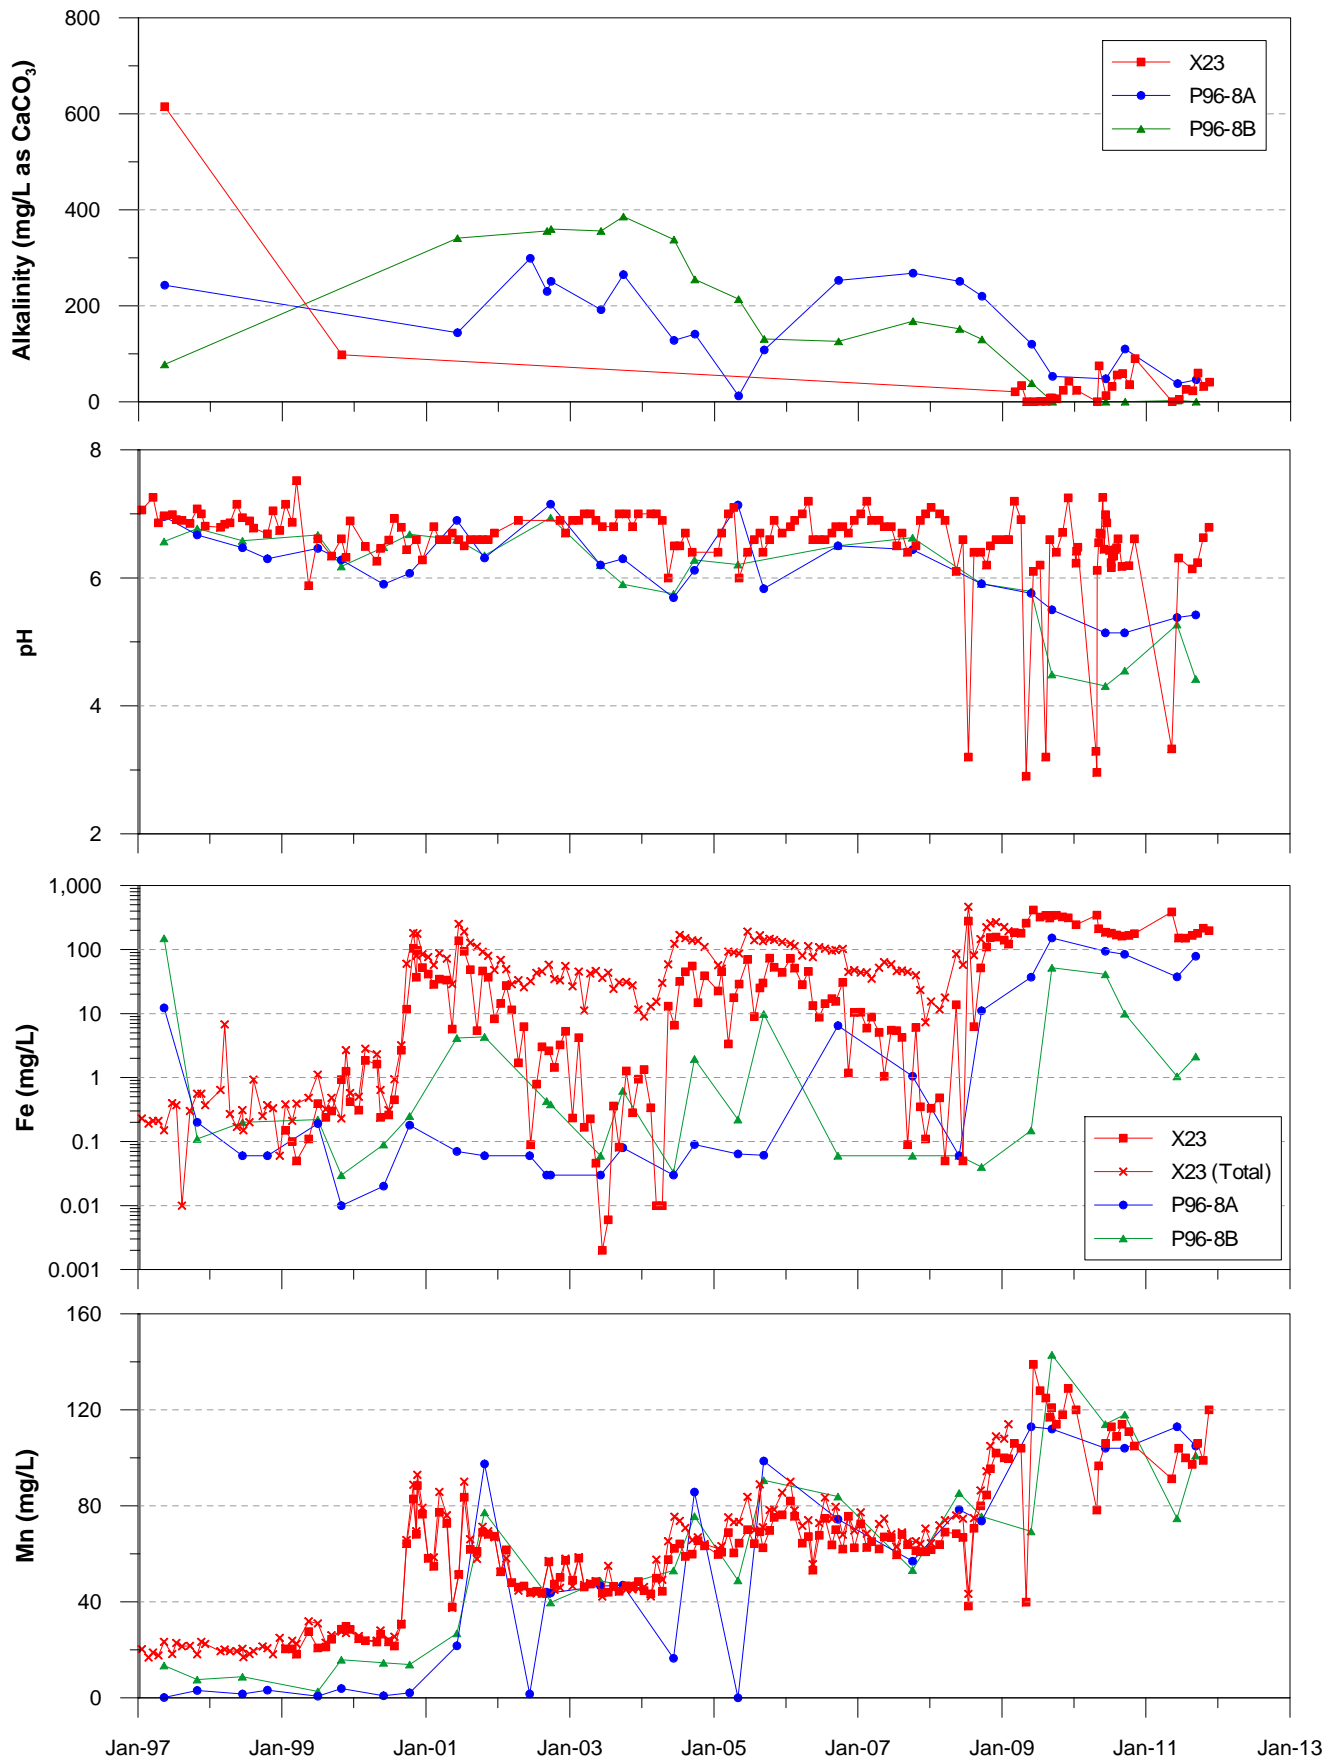 Alkalinity (mg/L as CaCO₃)
800
600
400
200
0
X23
P96-8A
P96-8B
pH
8
6
4
2
Fe (mg/L)
1,000
100
10
1
0.1
0.01
0.001
X23
X23 (Total)
P96-8A
P96-8B
Mn (mg/L)
160
120
80
40
0
Jan-97 Jan-99 Jan-01 Jan-03 Jan-05 Jan-07 Jan-09 Jan-11 Jan-13